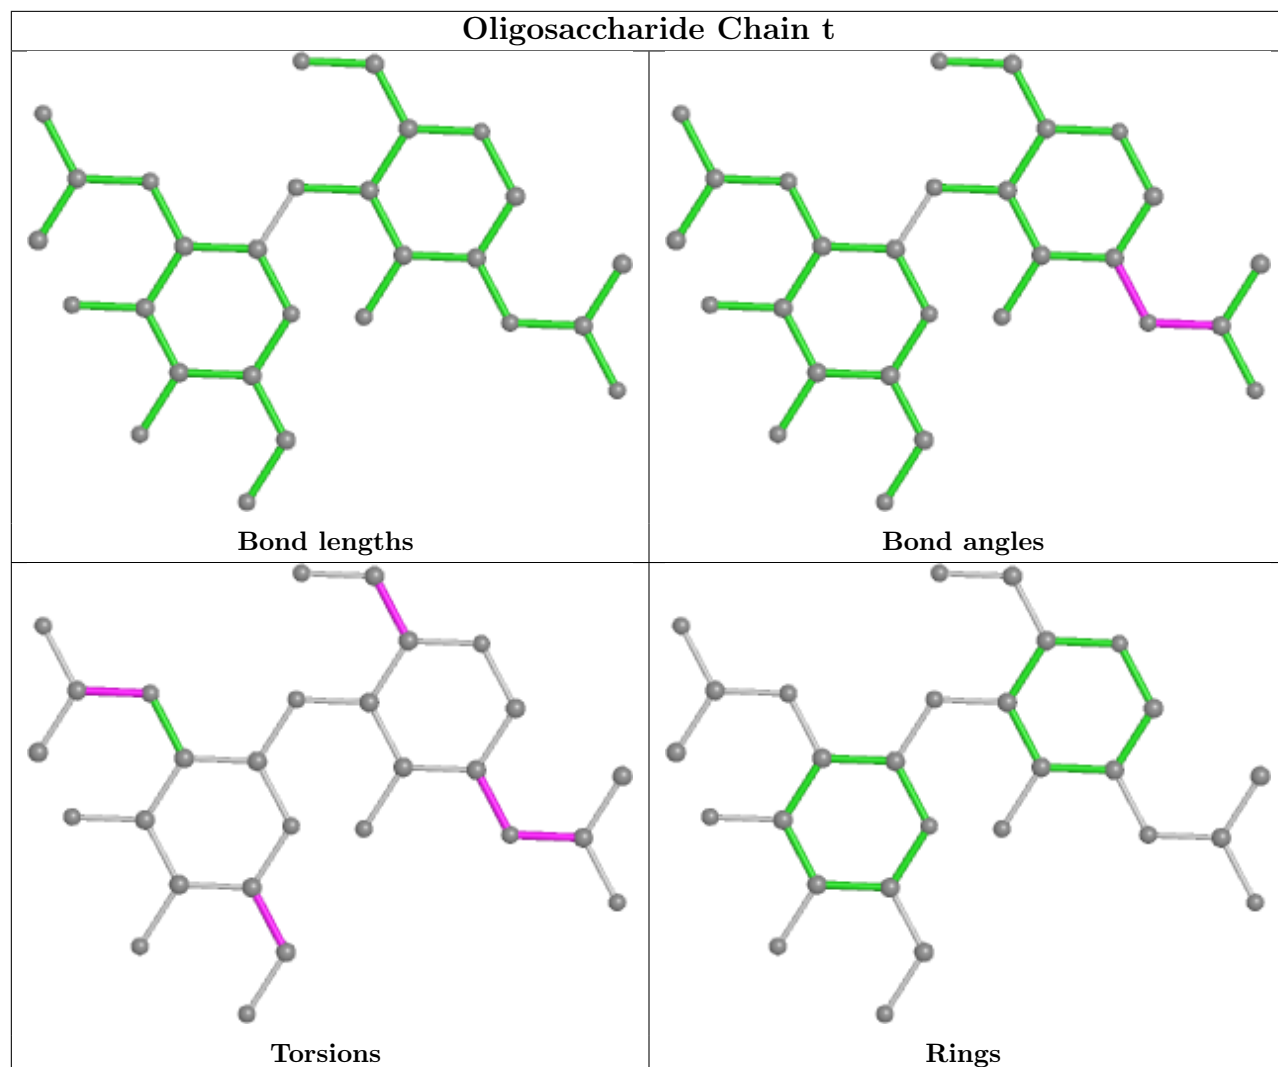 Oligosaccharide Chain t
Bond lengths
Bond angles
Torsions
Rings